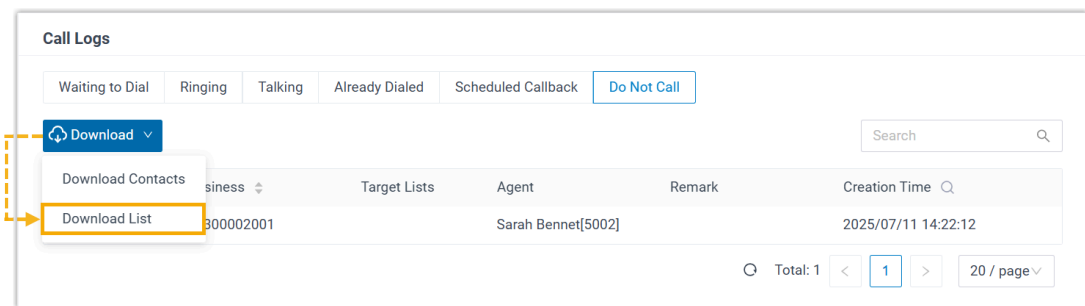 Call Logs
Waiting to Dial Ringing Talking Already Dialed Scheduled Callback Do Not Call
Download Search
Download Contacts
siness Target Lists Agent Remark Creation Time
Download List
300002001 Sarah Bennet[5002] 2025/07/11 14:22:12
Total: 1 < 1 > 20 / page